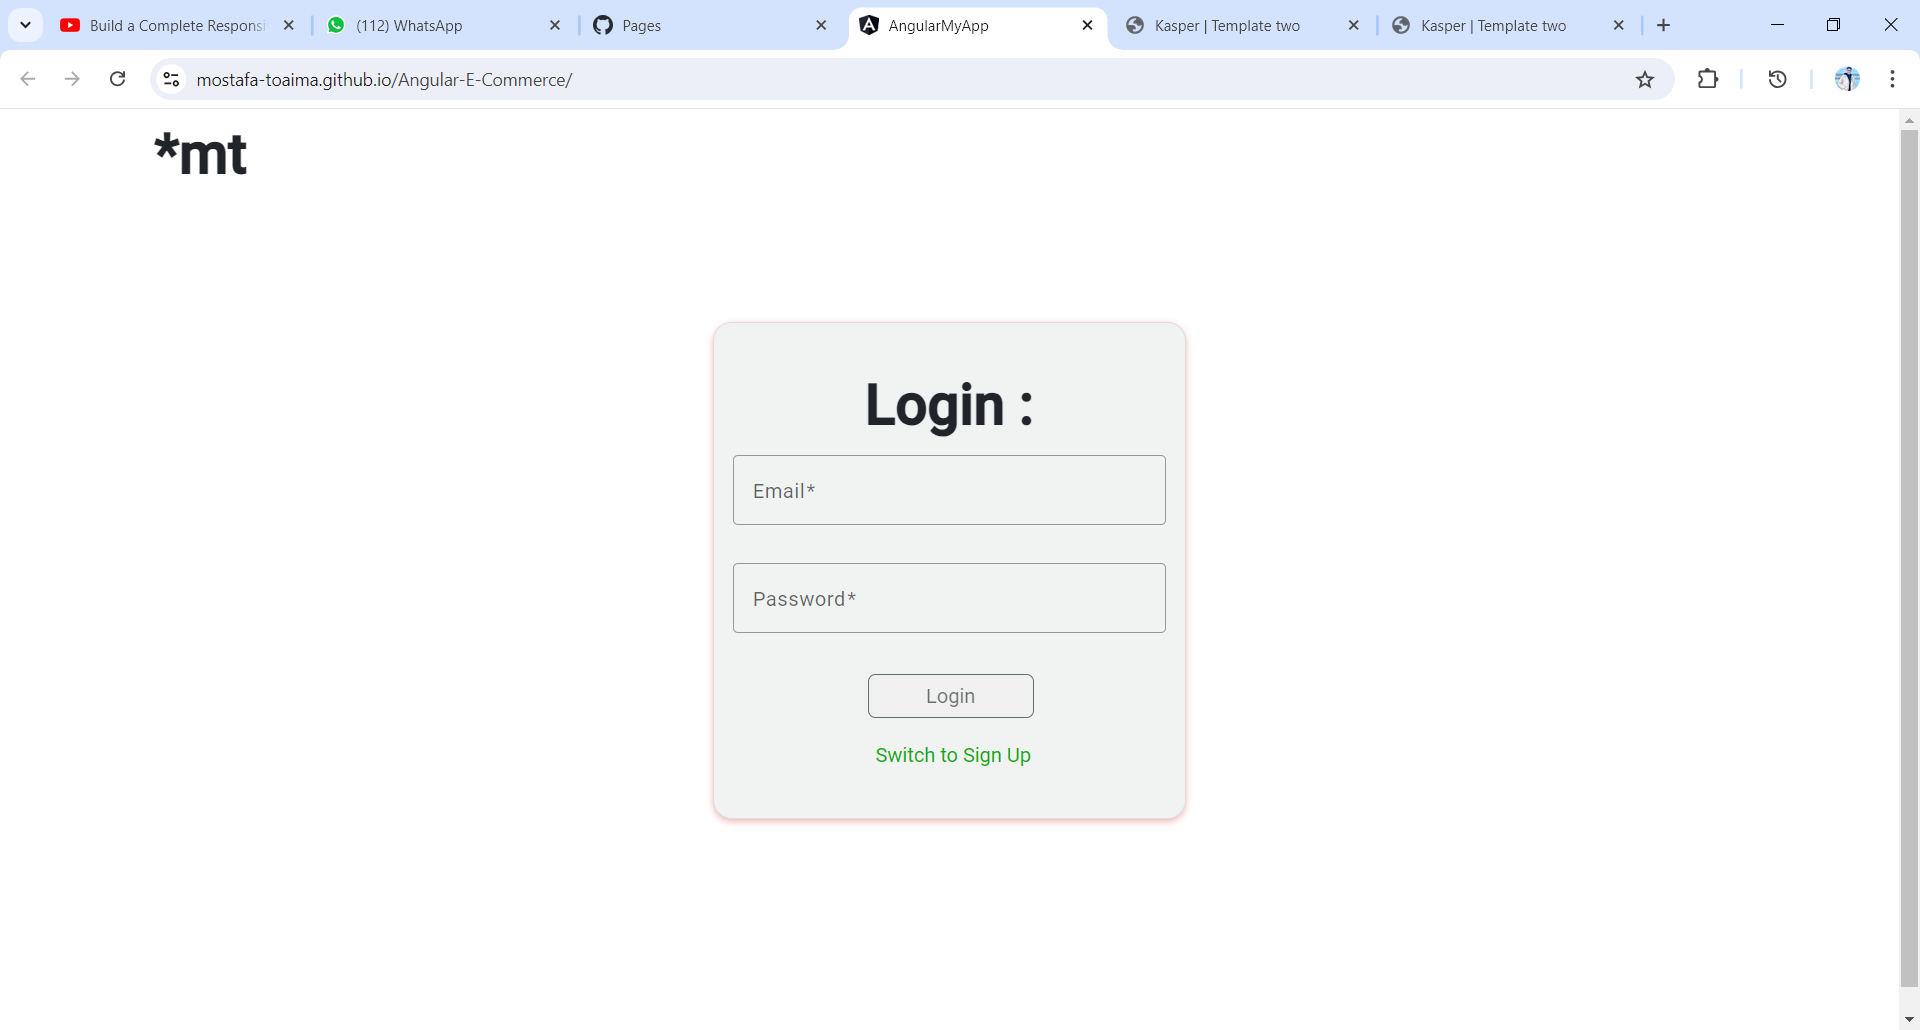 Build a Complete Responsi
(112) WhatsApp
Pages
AngularMyApp
Kasper | Template two
Kasper | Template two
mostafa-toaima.github.io/Angular-E-Commerce/
*mt
Login :
Email*
Password*
Login
Switch to Sign Up